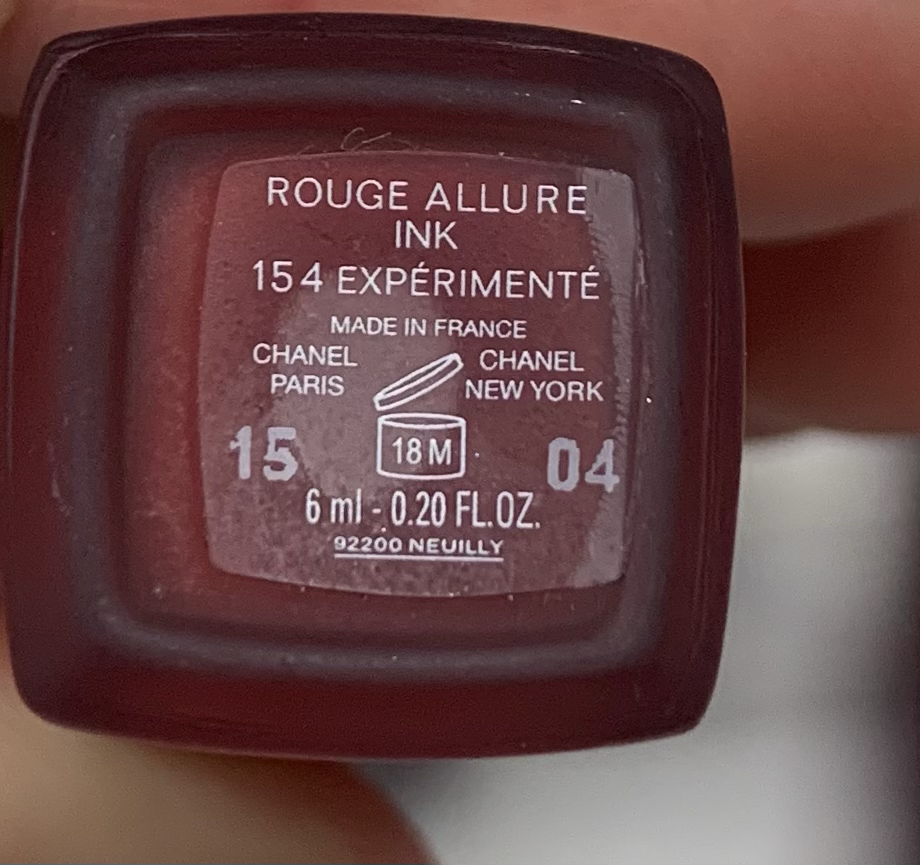 ROUGE ALLURE
INK
154 EXPÉRIMENTÉ
MADE IN FRANCE
CHANEL PARIS
CHANEL NEW YORK
15
18 M
04
6 ml - 0.20 FL.OZ.
92200 NEUILLY